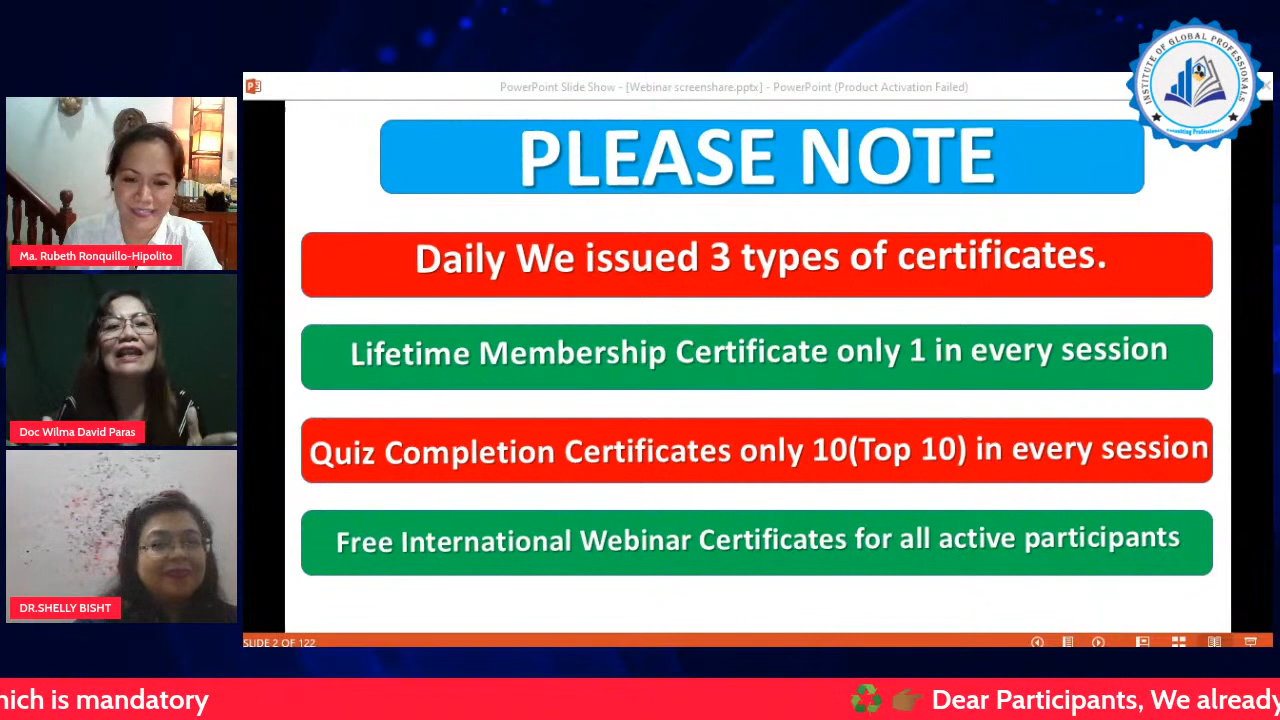 INSTITUTE OF GLOBAL PROFESSIONALS
Connecting Professionals
PowerPoint Slide Show - [Webinar screenshare.pptx] - PowerPoint (Product Activation Failed)
PLEASE NOTE
Daily We issued 3 types of certificates.
Lifetime Membership Certificate only 1 in every session
Quiz Completion Certificates only 10(Top 10) in every session
Free International Webinar Certificates for all active participants
Ma. Rubeth Ronquillo-Hipolito
Doc Wilma David Paras
DR.SHELLY BISHT
SLIDE 2 OF 122
hich is mandatory
Dear Participants, We already